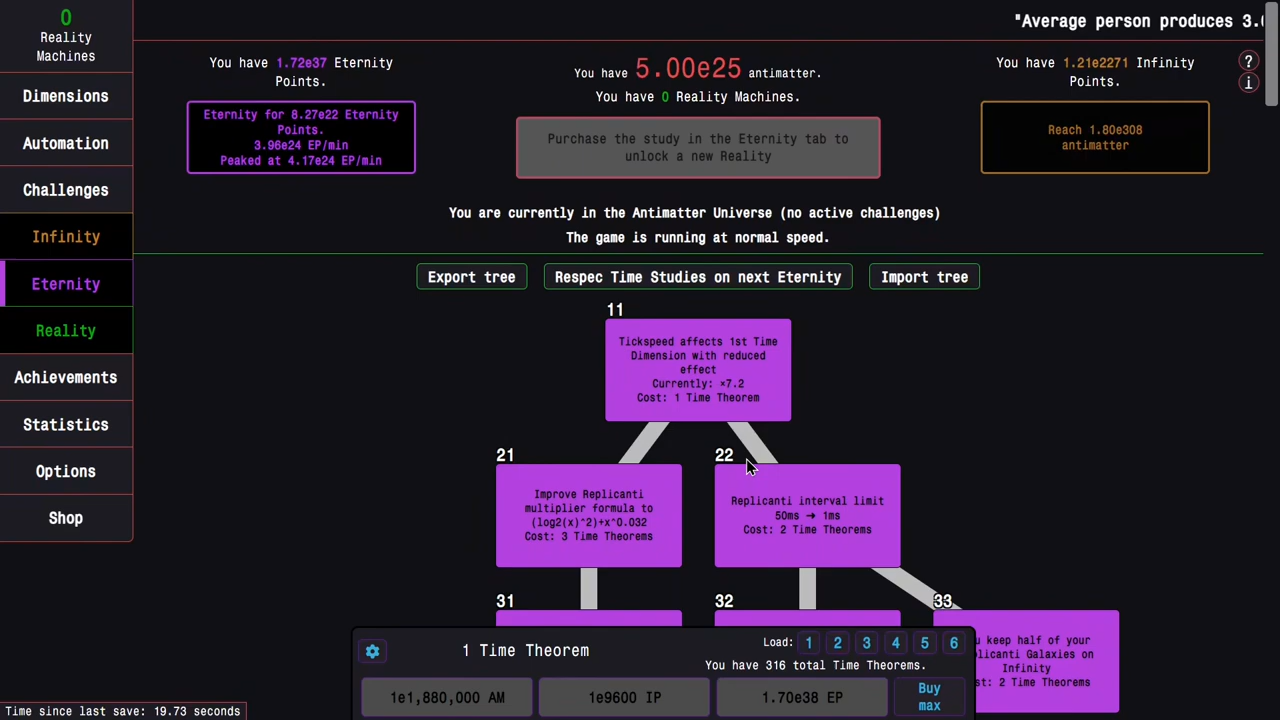 0
Reality
Machines
Dimensions
Automation
Challenges
Infinity
Eternity
Reality
Achievements
Statistics
Options
Shop
"Average person produces 3.
You have 1.72e37 Eternity
Points.
Eternity for 8.27e22 Eternity
Points.
3.96e24 EP/min
Peaked at 4.17e24 EP/min
You have 5.00e25 antimatter.
You have 0 Reality Machines.
Purchase the study in the Eternity tab to
unlock a new Reality
You have 1.21e2271 Infinity
Points.
Reach 1.80e308
antimatter
?
i
You are currently in the Antimatter Universe (no active challenges)
The game is running at normal speed.
Export tree
Respec Time Studies on next Eternity
Import tree
11
Tickspeed affects 1st Time
Dimension with reduced
effect
Currently: ×7.2
Cost: 1 Time Theorem
21
Improve Replicanti
multiplier formula to
(log2(x)^2)+x^0.032
Cost: 3 Time Theorems
22
Replicanti interval limit
50ms ➜ 1ms
Cost: 2 Time Theorems
31
32
33
keep half of your
Galaxies on
Infinity
2 Time Theorems
1 Time Theorem
Load: 1 2 3 4 5 6
You have 316 total Time Theorems.
1e1,880,000 AM
1e9600 IP
1.70e38 EP
Buy
max
Time since last save: 19.73 seconds